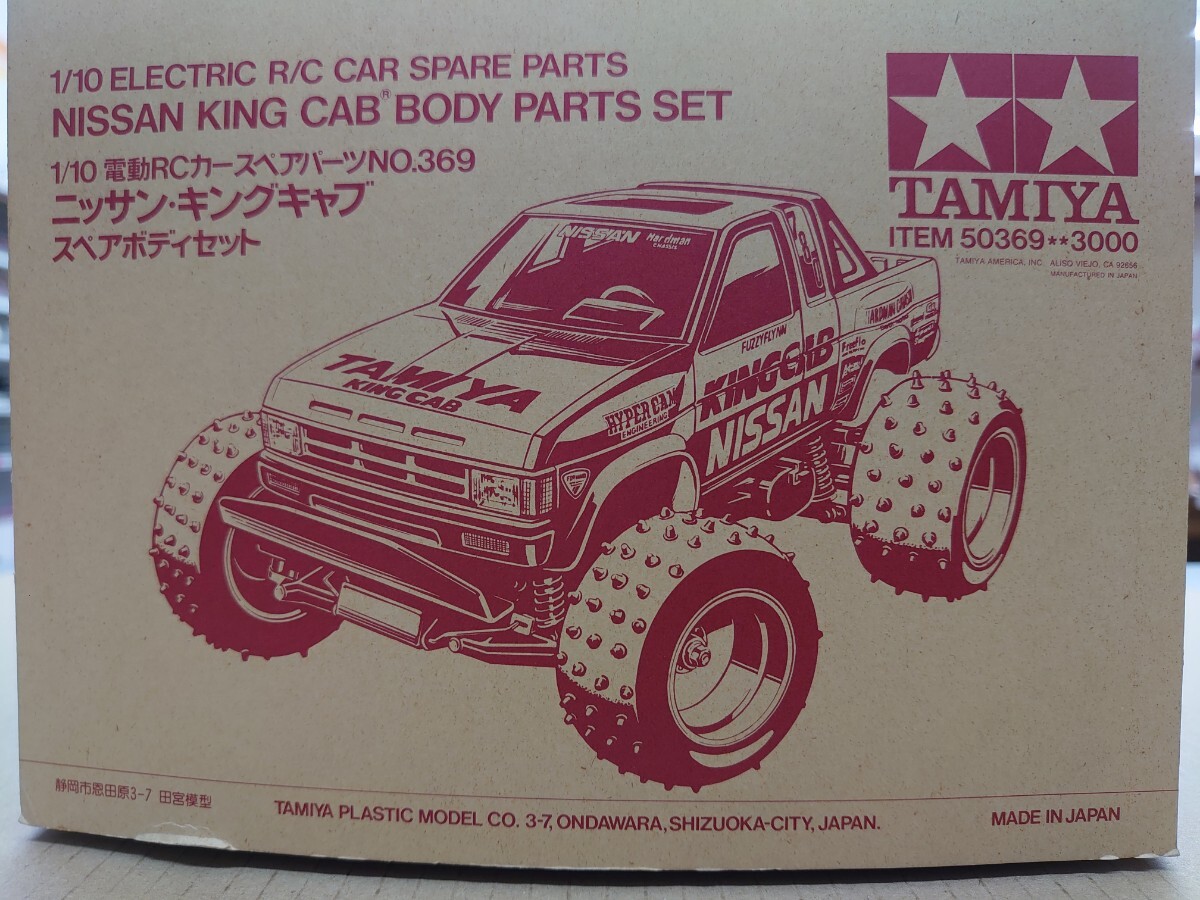 1/10 ELECTRIC R/C CAR SPARE PARTS
NISSAN KING CAB® BODY PARTS SET
1/10 電動RCカースペアパーツNO.369
ニッサン・キングキャブ
スペアボディセット
TAMIYA
ITEM 50369**3000
TAMIYA AMERICA, INC. ALISO VIEJO, CA 92656
MANUFACTURED IN JAPAN
NISSAN
Hardman
CHASSIS
FUZZY FLYNN
KING CAB
NISSAN
TAMIYA
KING CAB
HYPER CAM
ENGINEERING
静岡市恩田原3-7 田宮模型
TAMIYA PLASTIC MODEL CO. 3-7, ONDAWARA, SHIZUOKA-CITY, JAPAN.
MADE IN JAPAN